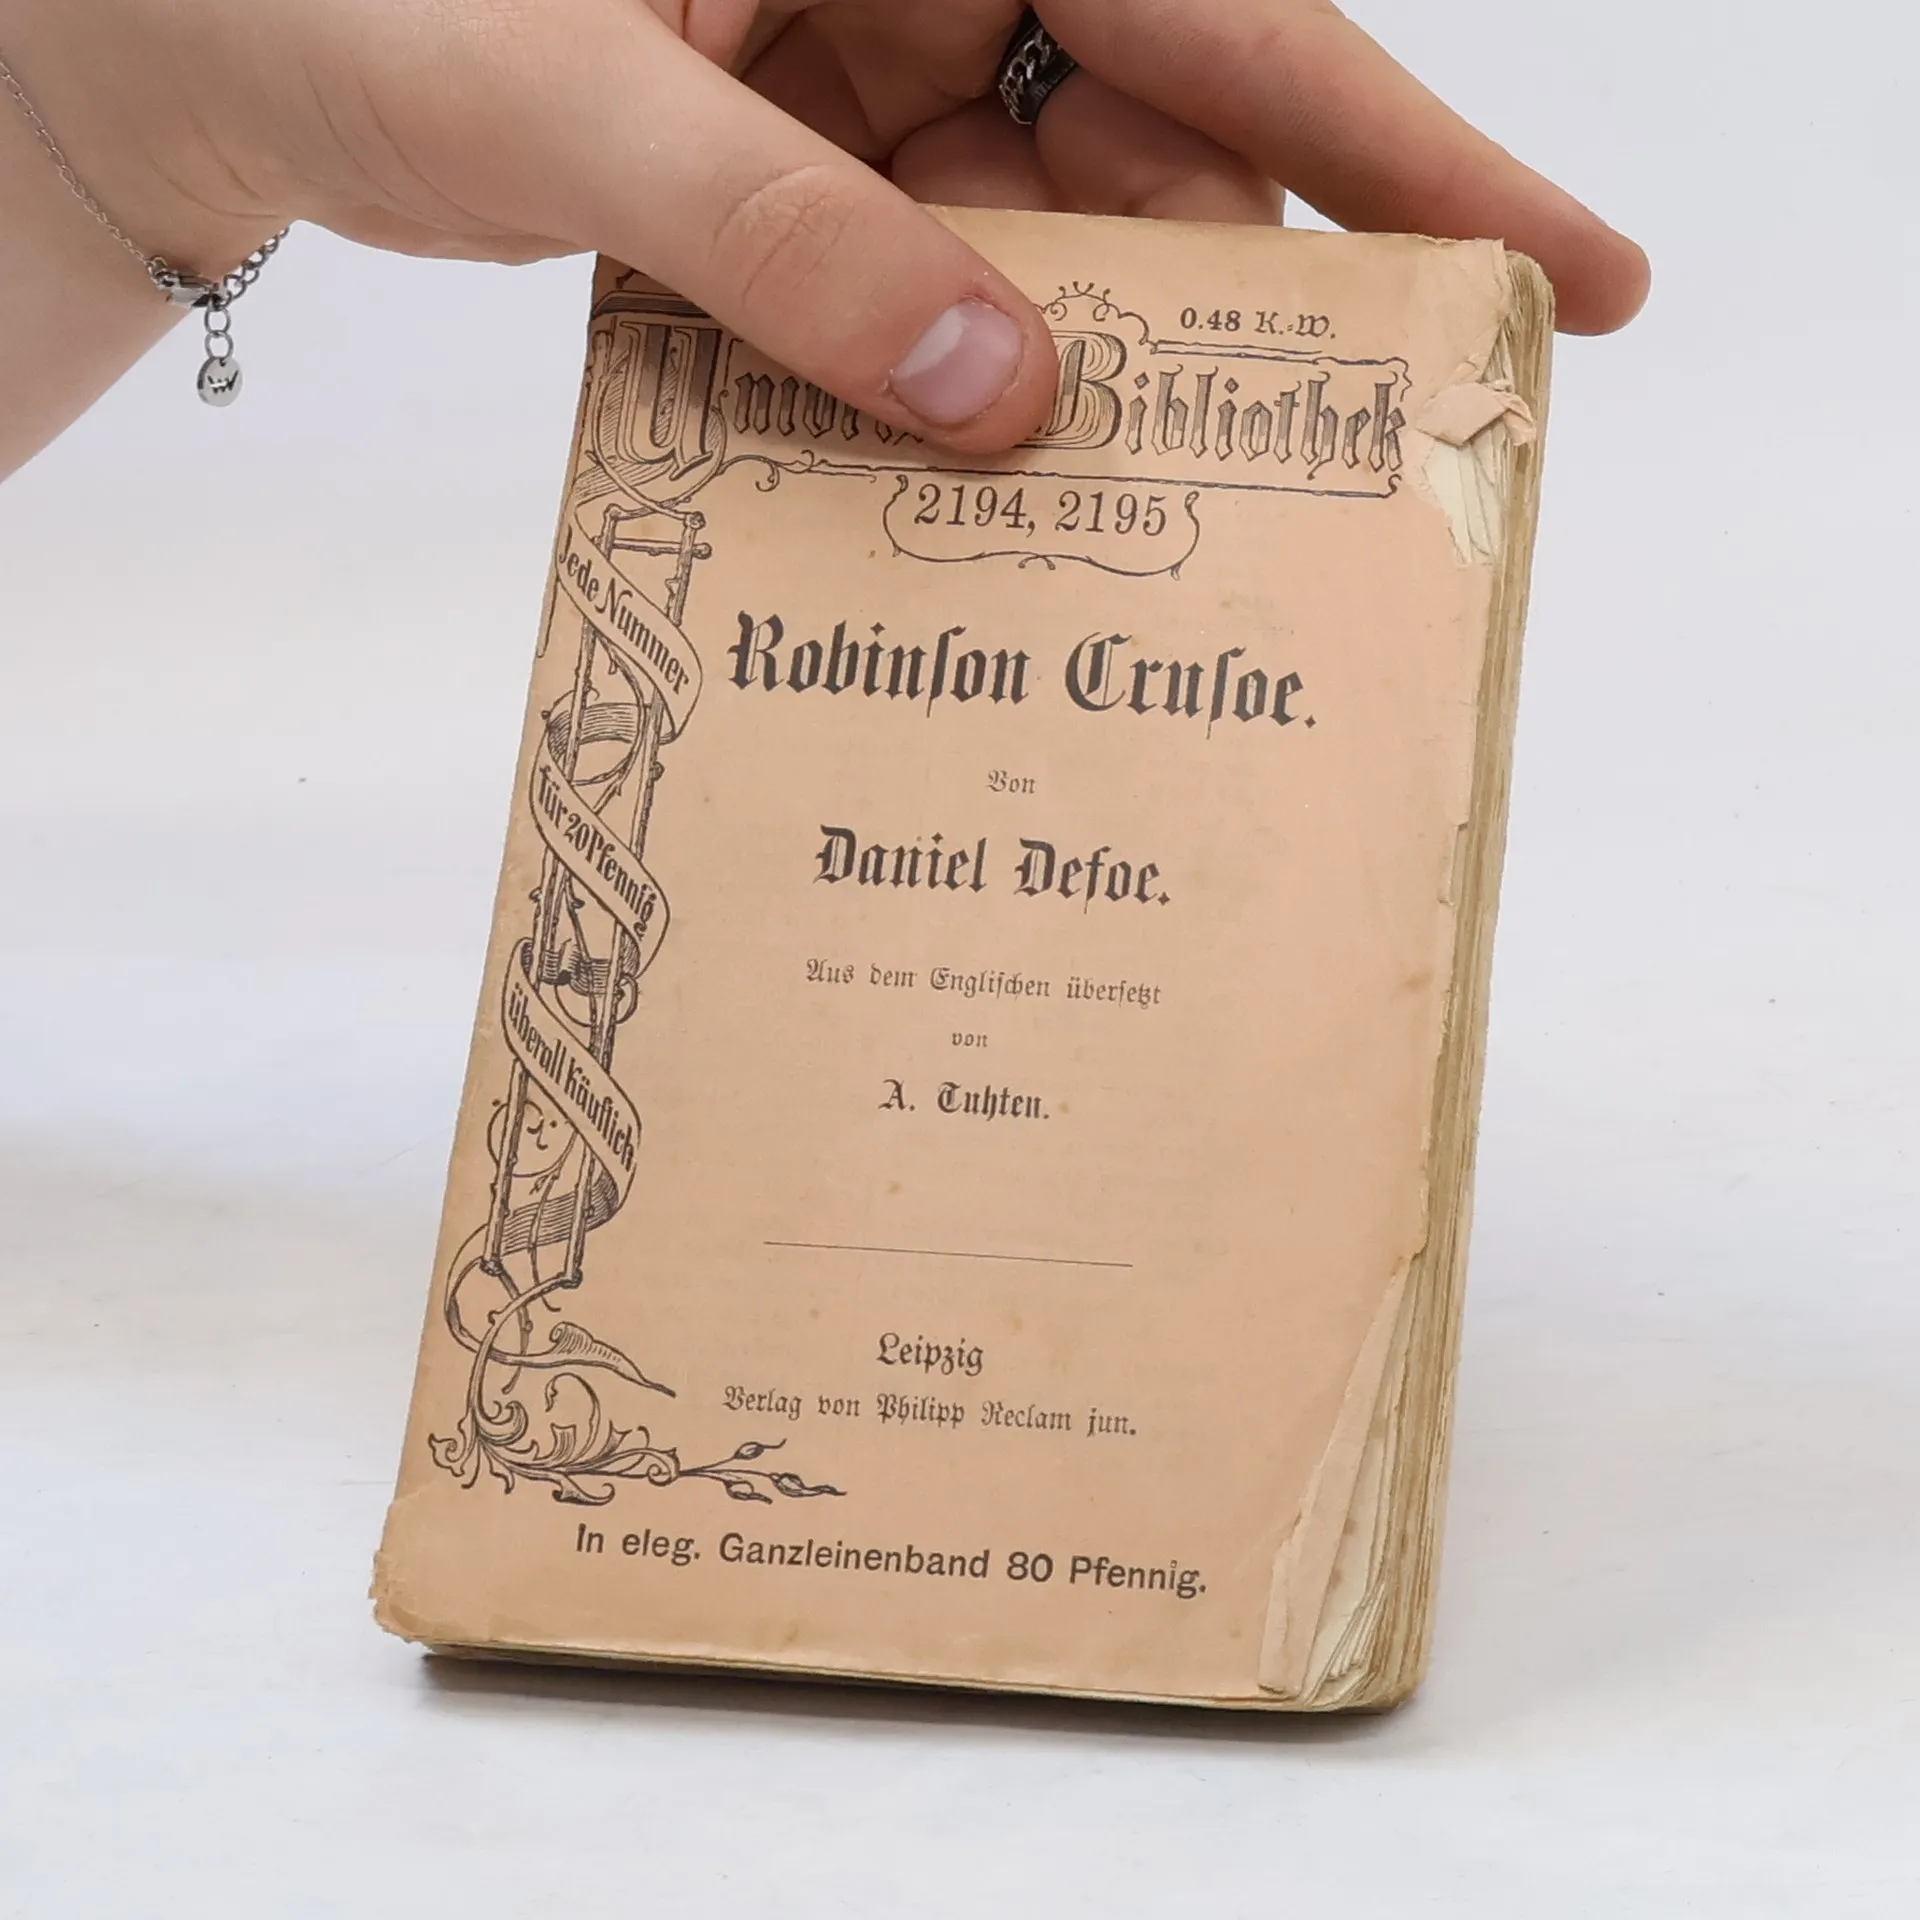 0.48 K.=W.
Bibliothek
2194, 2195
Jede Nummer
für 20 Pfennig
überall käuflich
Robinſon Cruſoe.
Von
Daniel Defoe.
Aus dem Engliſchen überſetzt
von
A. Tuhten.
Leipzig
Verlag von Philipp Reclam jun.
In eleg. Ganzleinenband 80 Pfennig.